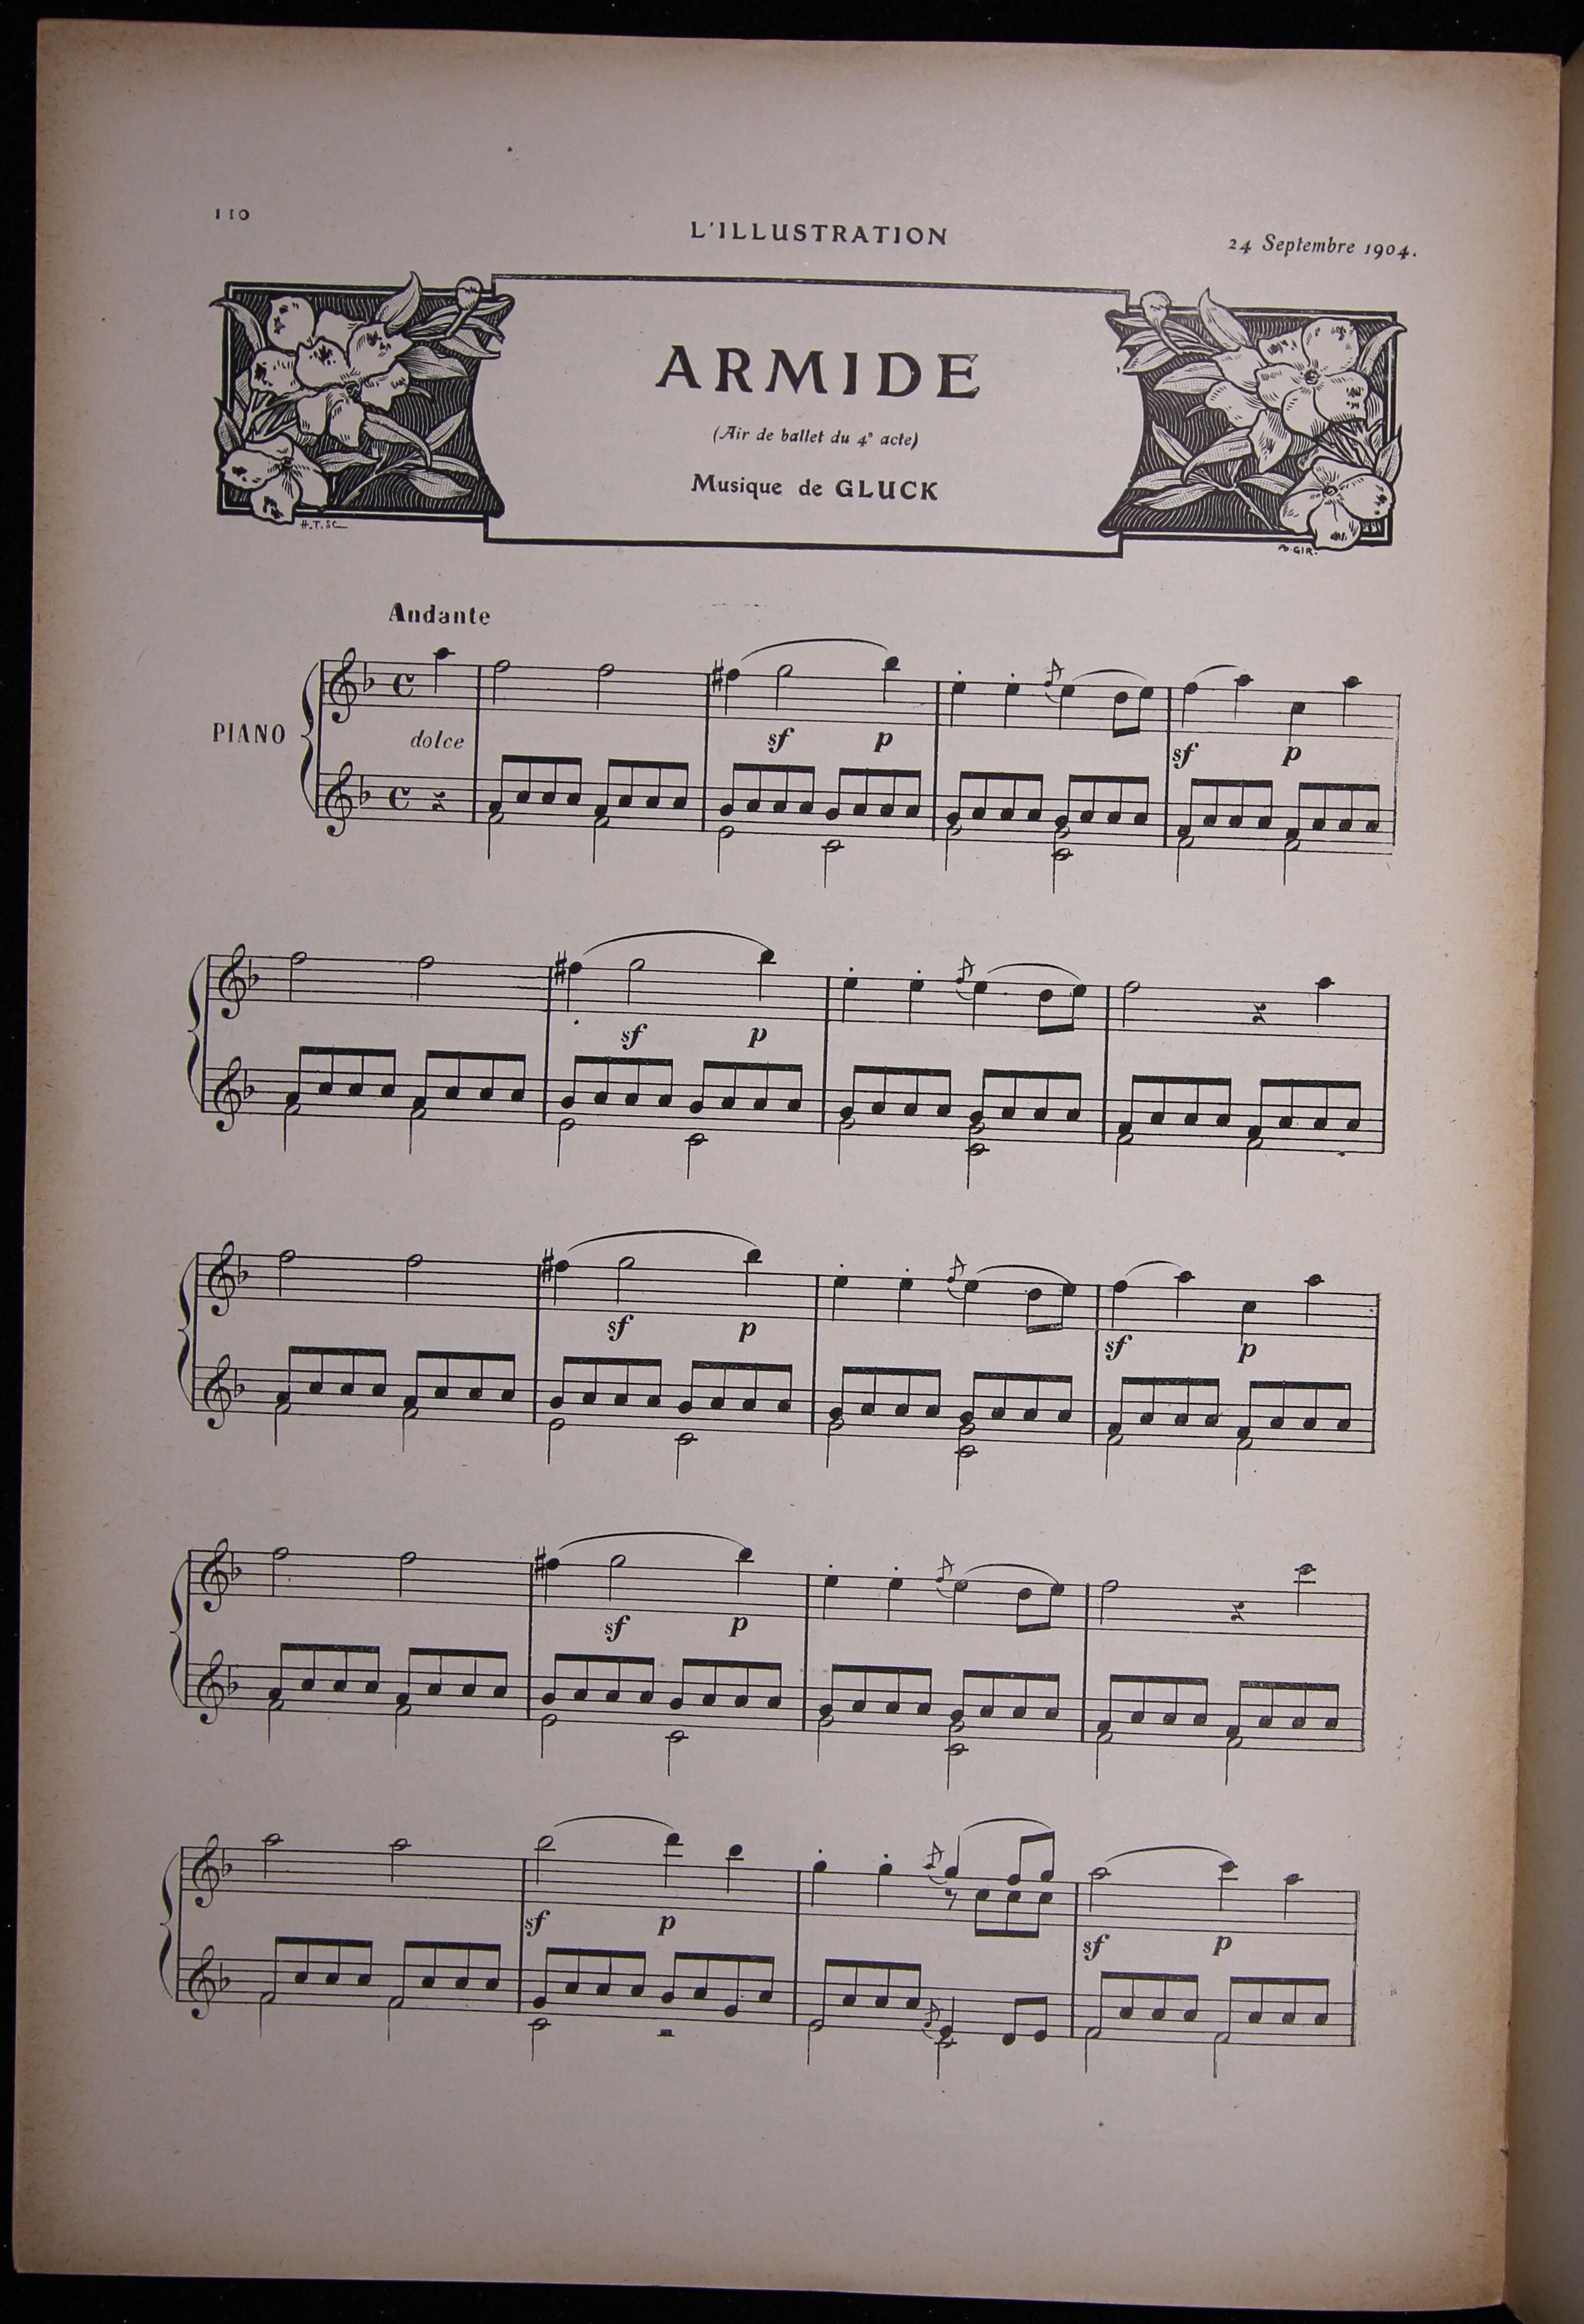 110
L'ILLUSTRATION
24 Septembre 1904.
ARMIDE
(Air de ballet du 4e acte)
Musique de GLUCK
H.T.SC
AD.GIR.
Andante
PIANO
dolce
sf p
sf p
sf p
sf p
sf p
sf p
sf p
sf p